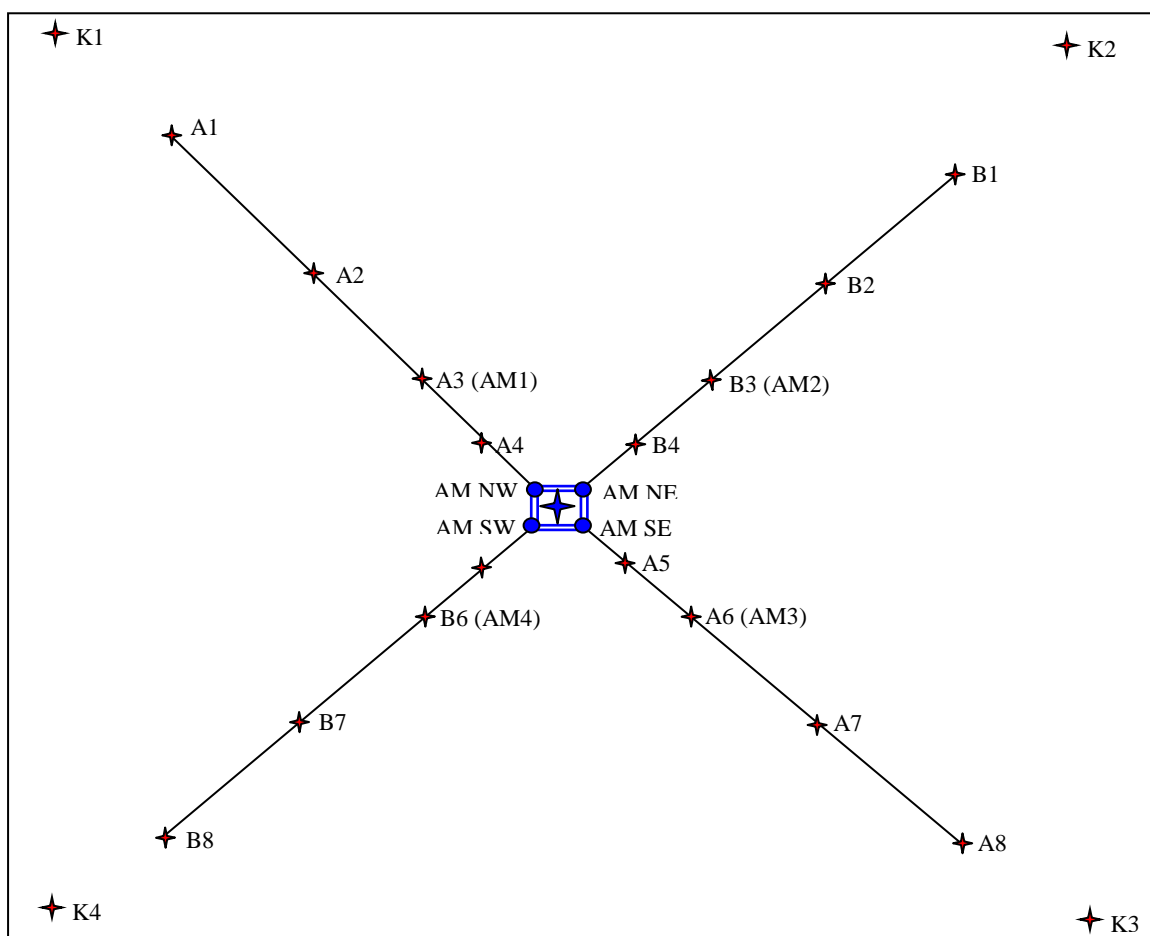 K1
K2
A1
B1
A2
B2
A3 (AM1)
B3 (AM2)
A4
B4
AM NW
AM NE
AM SW
AM SE
A5
B6 (AM4)
A6 (AM3)
B7
A7
B8
A8
K4
K3